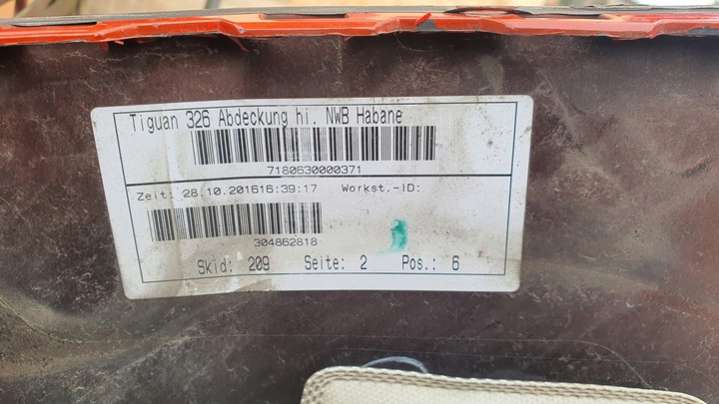 Tiguan 326 Abdeckung hi. NWB Habane
7180630000371
Zeit: 28.10.201616:39:17 Workst.-ID:
304862818
Skid: 209 Seite: 2 Pos.: 6